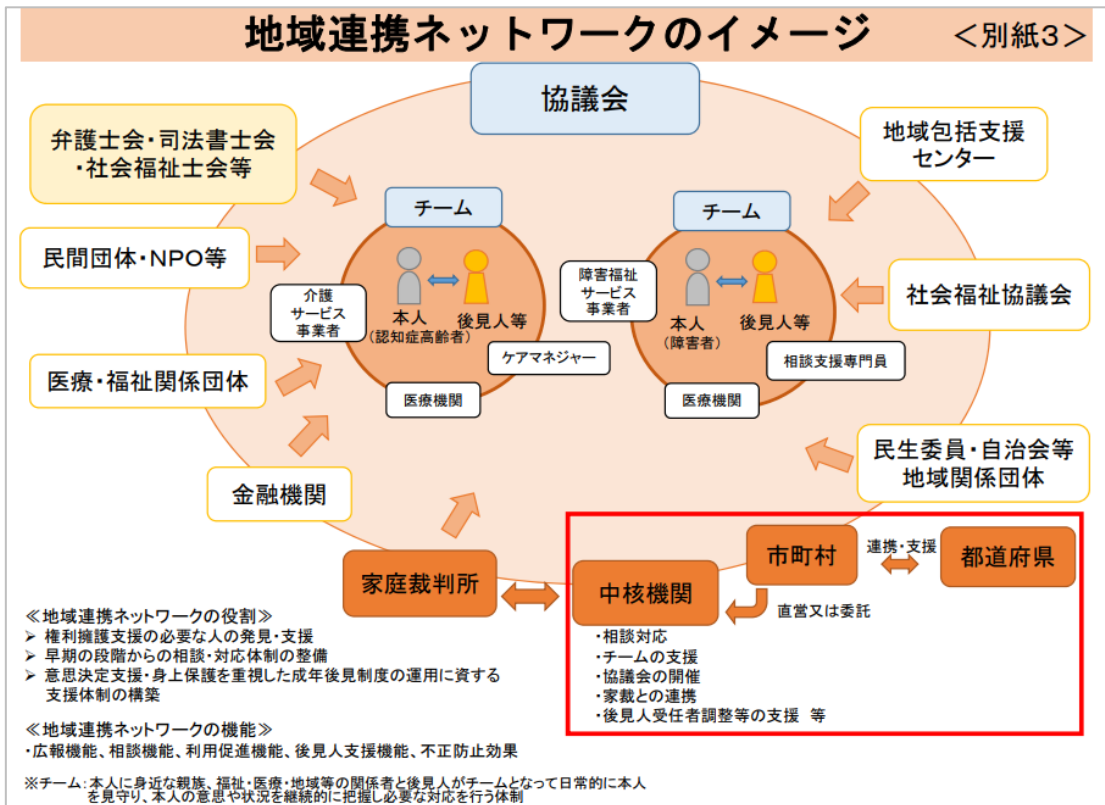 地域連携ネットワークのイメージ
＜別紙3＞
協議会
弁護士会・司法書士会
・社会福祉士会等
地域包括支援
センター
チーム
チーム
民間団体・NPO等
介護
サービス
事業者
本人
(認知症高齢者)
後見人等
障害福祉
サービス
事業者
本人
(障害者)
後見人等
社会福祉協議会
ケアマネジャー
相談支援専門員
医療・福祉関係団体
医療機関
医療機関
民生委員・自治会等
地域関係団体
金融機関
家庭裁判所
中核機関
市町村
連携・支援
都道府県
直営又は委託
・相談対応
・チームの支援
・協議会の開催
・家裁との連携
・後見人受任者調整等の支援 等
≪地域連携ネットワークの役割≫
➢ 権利擁護支援の必要な人の発見・支援
➢ 早期の段階からの相談・対応体制の整備
➢ 意思決定支援・身上保護を重視した成年後見制度の運用に資する
支援体制の構築
≪地域連携ネットワークの機能≫
・広報機能、相談機能、利用促進機能、後見人支援機能、不正防止効果
※チーム：本人に身近な親族、福祉・医療・地域等の関係者と後見人がチームとなって日常的に本人
を見守り、本人の意思や状況を継続的に把握し必要な対応を行う体制